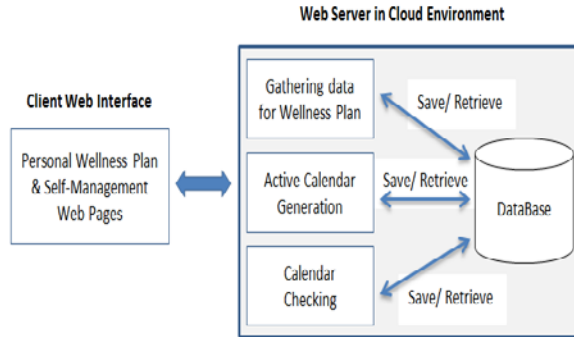 Web Server in Cloud Environment
Client Web Interface
Personal Wellness Plan
& Self-Management
Web Pages
Gathering data
for Wellness Plan
Save/ Retrieve
Active Calendar
Generation
Save/ Retrieve
DataBase
Calendar
Checking
Save/ Retrieve